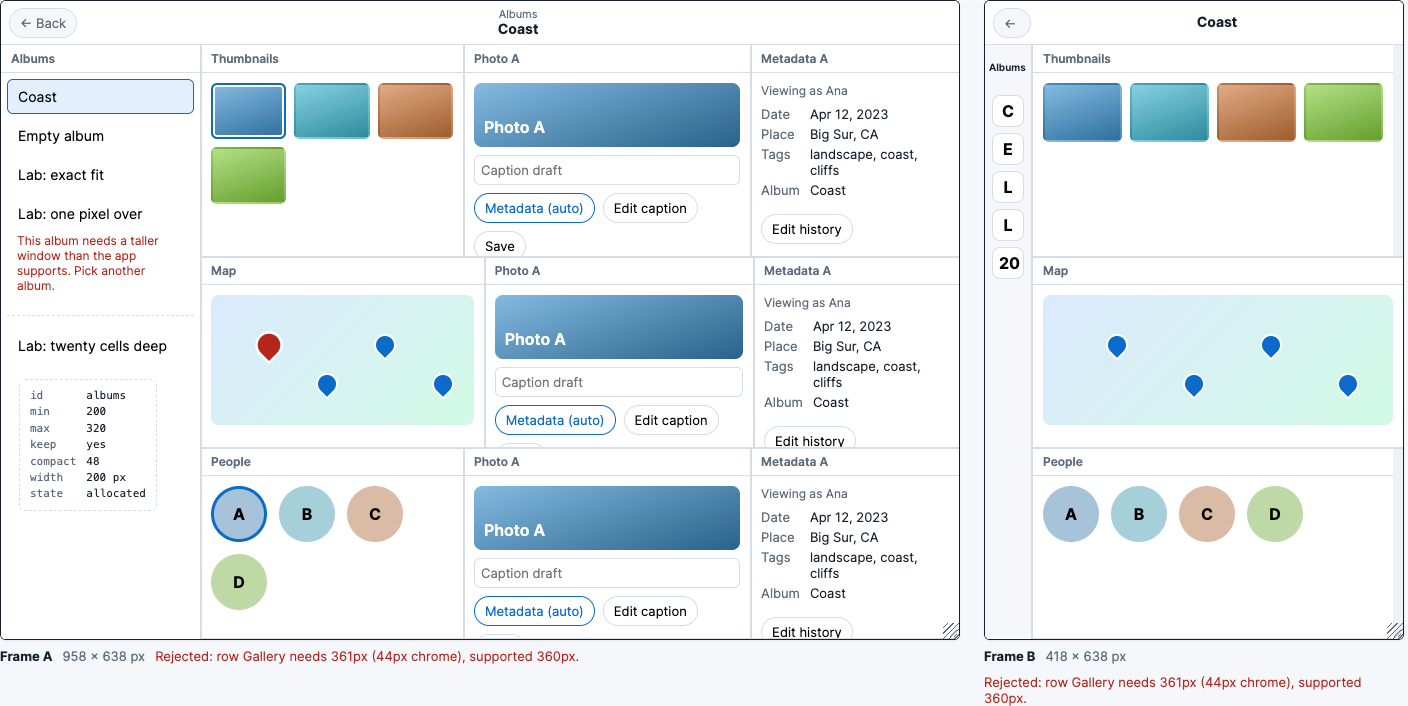 ← Back
Albums
Coast
Albums
Coast
Empty album
Lab: exact fit
Lab: one pixel over
This album needs a taller
window than the app
supports. Pick another
album.
Lab: twenty cells deep
id albums
min 200
max 320
keep yes
compact 48
width 200 px
state allocated
Thumbnails
Photo A
Photo A
Caption draft
Metadata (auto) Edit caption
Save
Metadata A
Viewing as Ana
Date Apr 12, 2023
Place Big Sur, CA
Tags landscape, coast,
cliffs
Album Coast
Edit history
Map
Photo A
Photo A
Caption draft
Metadata (auto) Edit caption
Metadata A
Viewing as Ana
Date Apr 12, 2023
Place Big Sur, CA
Tags landscape, coast,
cliffs
Album Coast
Edit history
People
A B C
D
Photo A
Photo A
Caption draft
Metadata (auto) Edit caption
Metadata A
Viewing as Ana
Date Apr 12, 2023
Place Big Sur, CA
Tags landscape, coast,
cliffs
Album Coast
Edit history
Frame A 958 × 638 px Rejected: row Gallery needs 361px (44px chrome), supported 360px.
←
Coast
Albums
C
E
L
L
20
Thumbnails
Map
People
A B C D
Frame B 418 × 638 px
Rejected: row Gallery needs 361px (44px chrome), supported
360px.